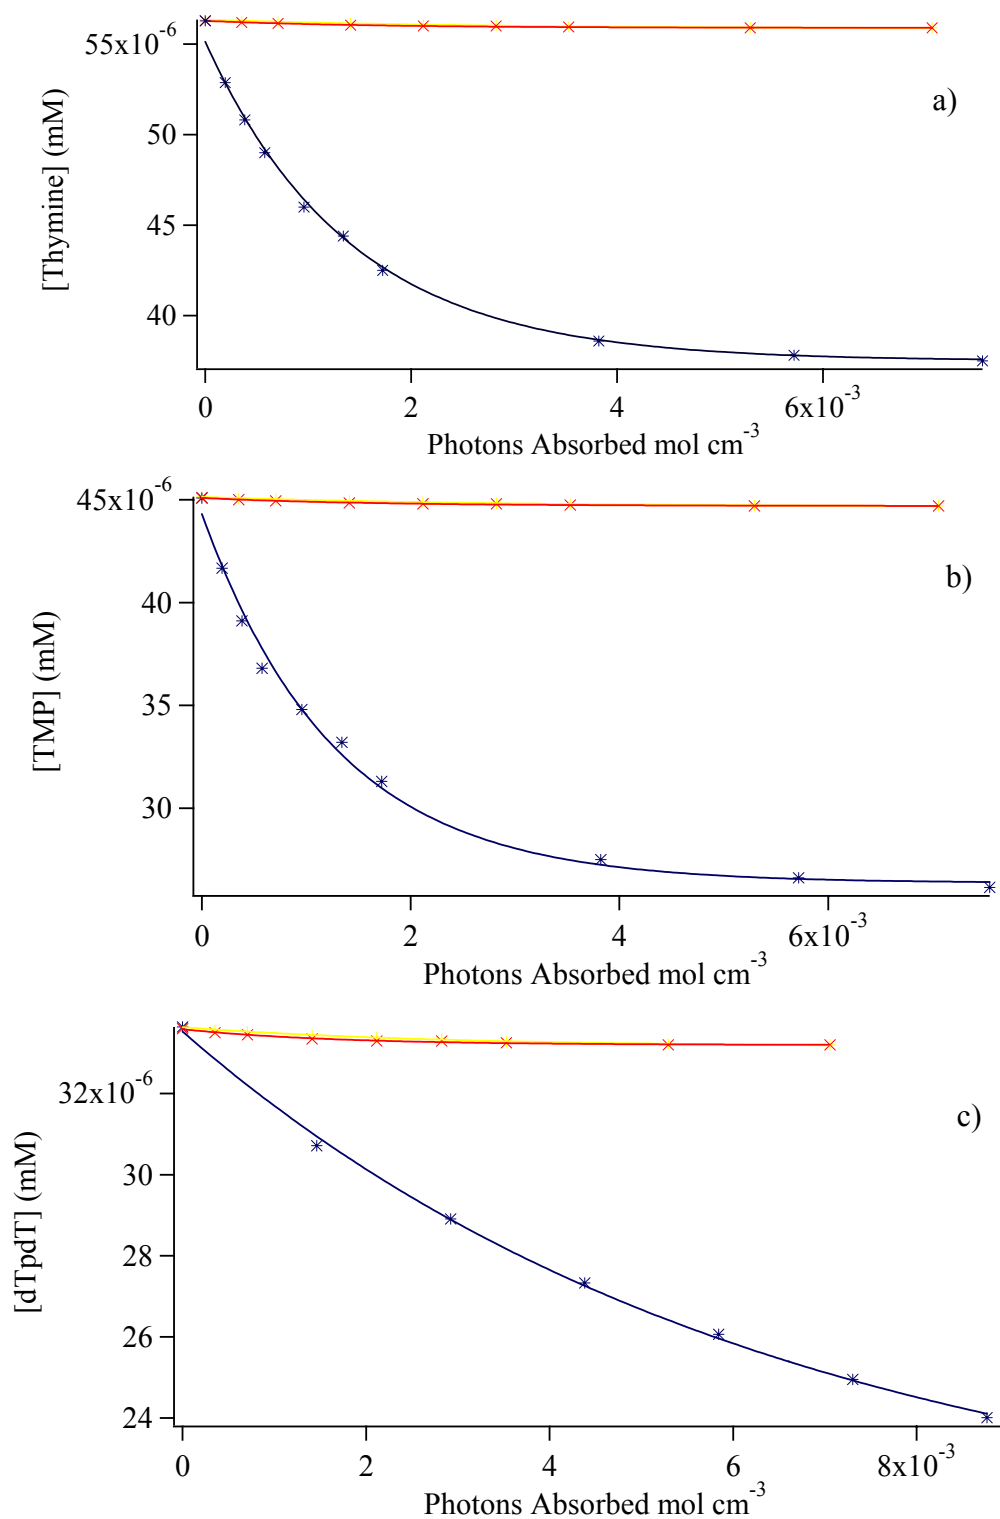 55x10^-6
50
45
40
[Thymine] (mM)
a)
0 2 4 6x10^-3
Photons Absorbed mol cm^-3
45x10^-6
40
35
30
[TMP] (mM)
b)
0 2 4 6x10^-3
Photons Absorbed mol cm^-3
32x10^-6
30
28
26
24
[dTpdT] (mM)
c)
0 2 4 6 8x10^-3
Photons Absorbed mol cm^-3